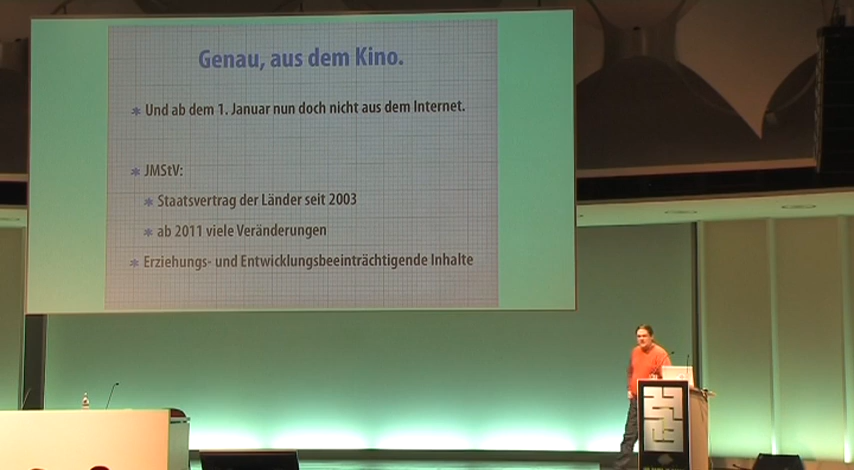 Genau, aus dem Kino.
* Und ab dem 1. Januar nun doch nicht aus dem Internet.
* JMStV:
* Staatsvertrag der Länder seit 2003
* ab 2011 viele Veränderungen
* Erziehungs- und Entwicklungsbeeinträchtigende Inhalte